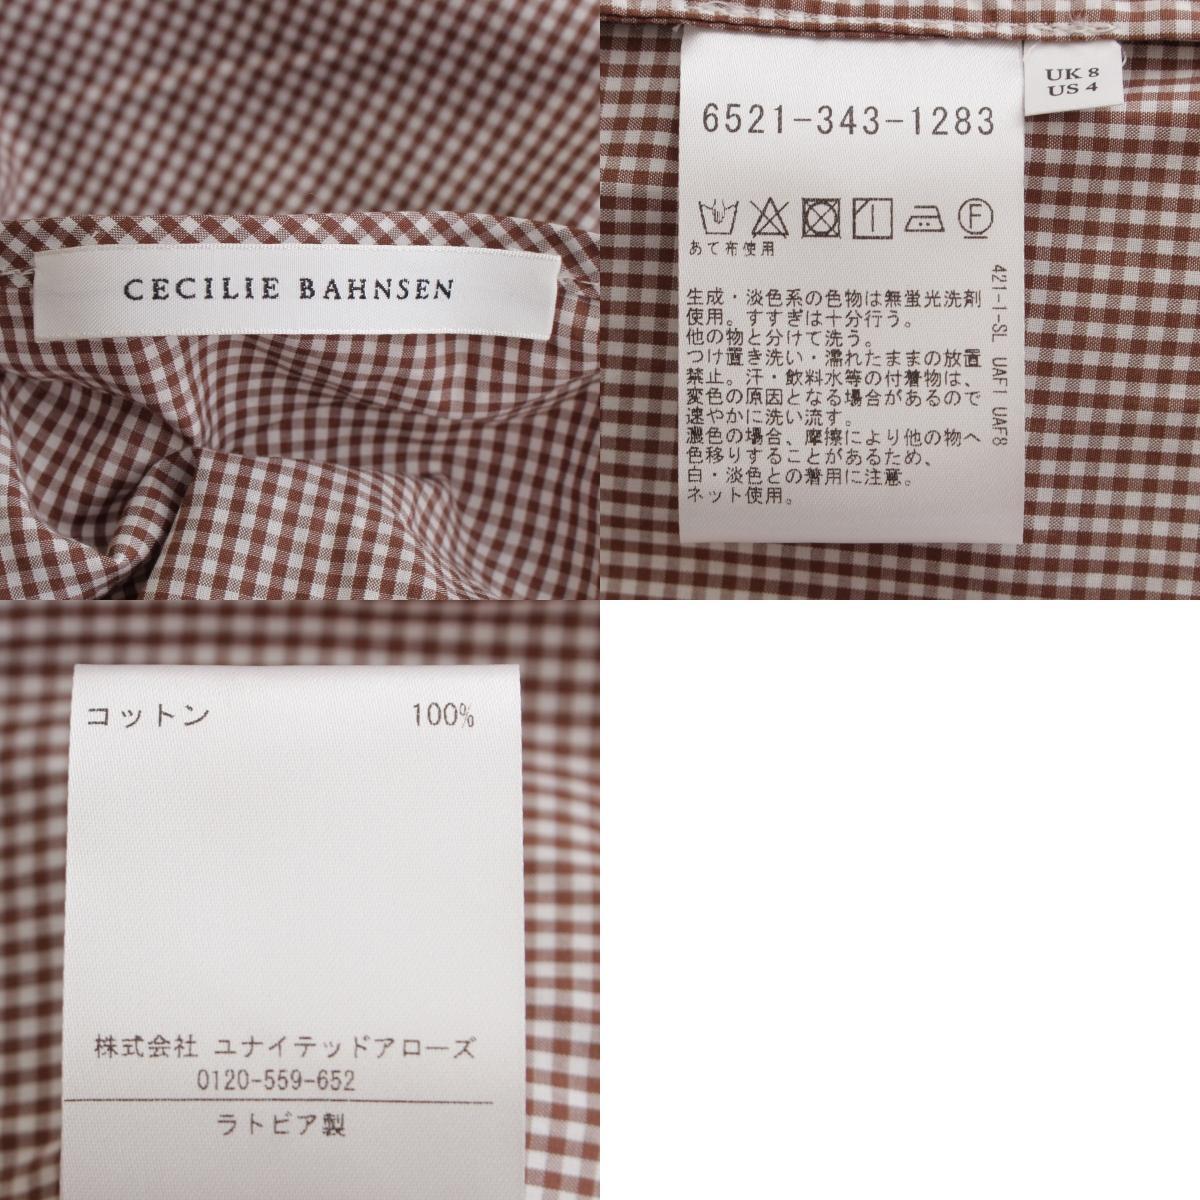 CECILIE BAHNSEN
6521-343-1283
UK 8
US 4
F
あて布使用
生成・淡色系の色物は無蛍光洗剤
使用。すすぎは十分行う。
他の物と分けて洗う。
つけ置き洗い・濡れたままの放置
禁止。汗・飲料水等の付着物は、
変色の原因となる場合があるので
速やかに洗い流す。
濃色の場合、摩擦により他の物へ
色移りすることがあるため、
白・淡色との着用に注意。
ネット使用。
421-1-SL UAF1 UAF8
コットン 100%
株式会社 ユナイテッドアローズ
0120-559-652
ラトビア製